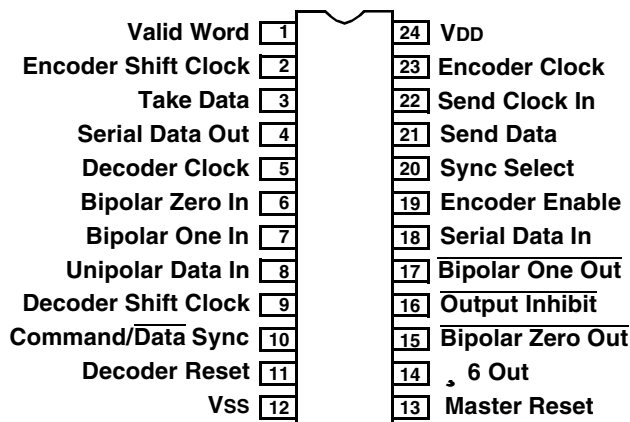 Valid Word 1 24 VDD
Encoder Shift Clock 2 23 Encoder Clock
Take Data 3 22 Send Clock In
Serial Data Out 4 21 Send Data
Decoder Clock 5 20 Sync Select
Bipolar Zero In 6 19 Encoder Enable
Bipolar One In 7 18 Serial Data In
Unipolar Data In 8 17 Bipolar One Out
Decoder Shift Clock 9 16 Output Inhibit
Command/Data Sync 10 15 Bipolar Zero Out
Decoder Reset 11 14 ¸ 6 Out
VSS 12 13 Master Reset